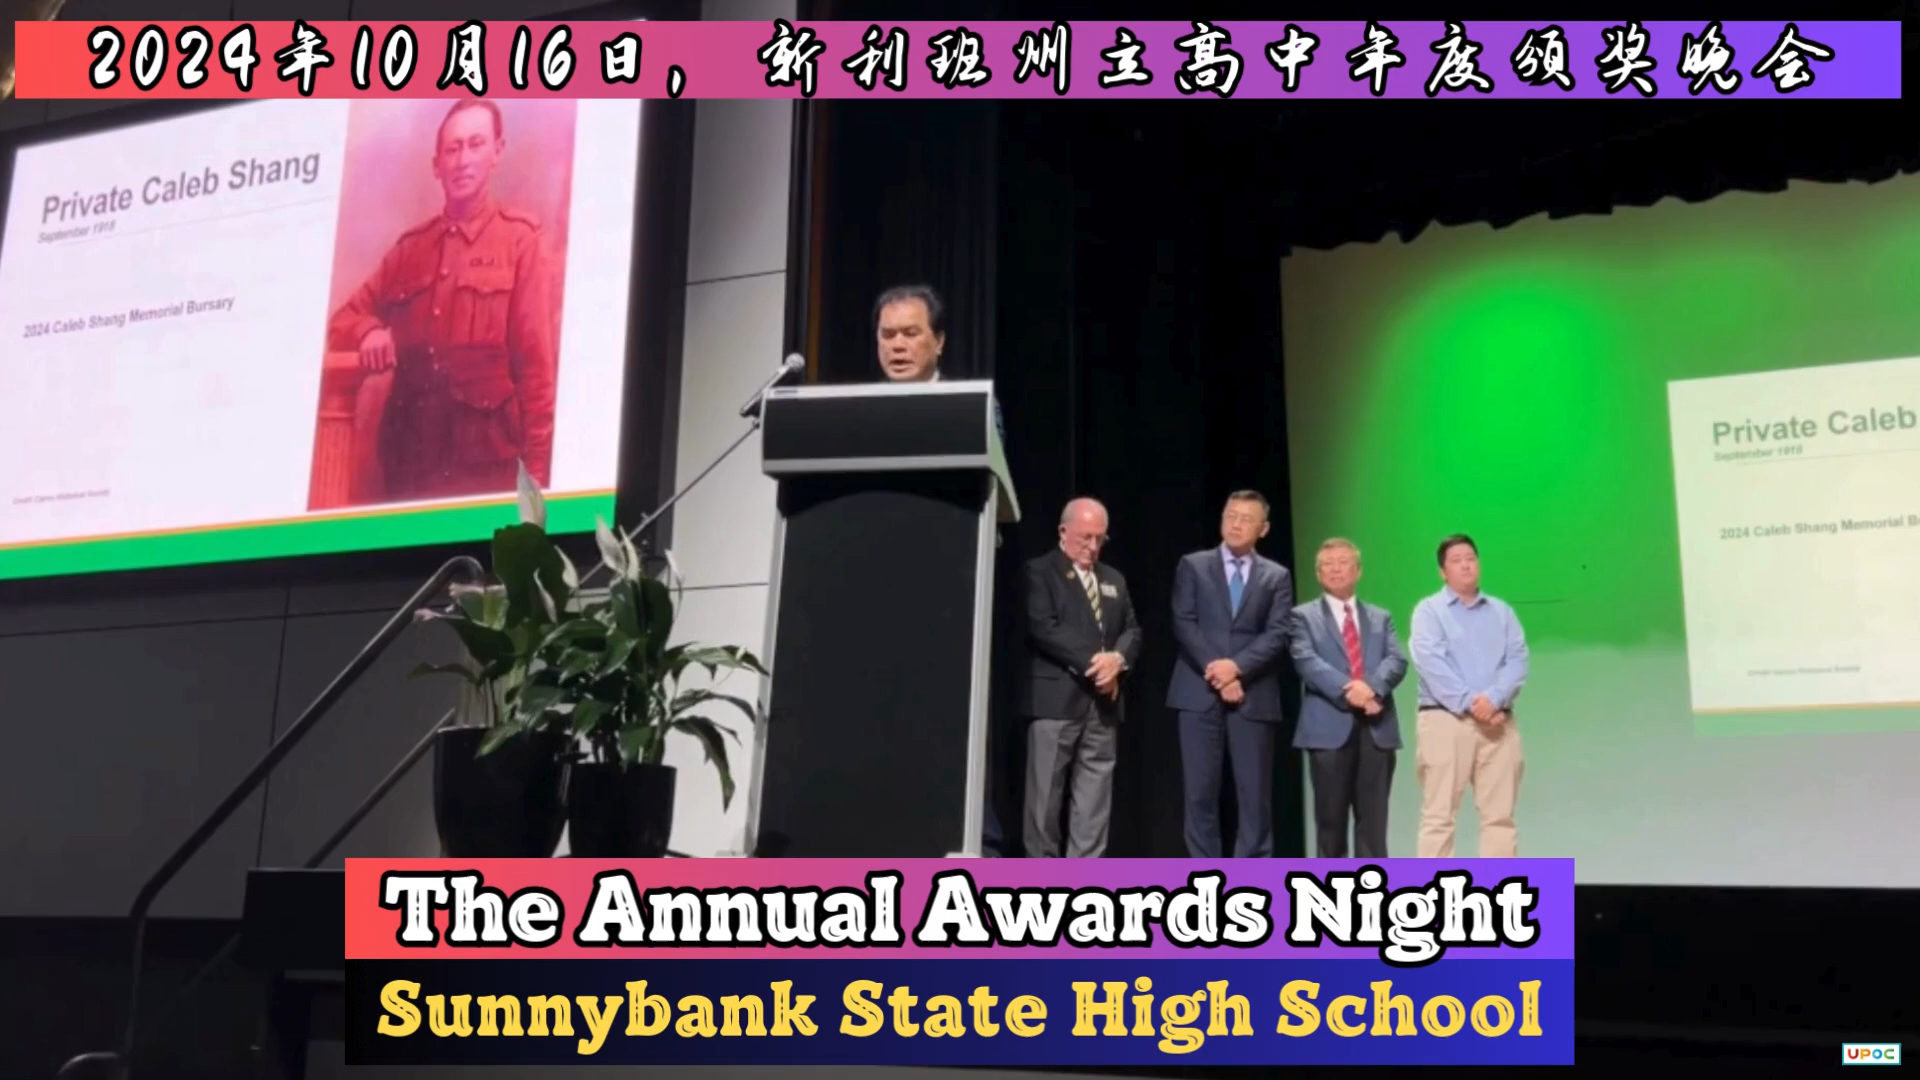 2024年10月16日，新利班州立高中年度颁奖晚会
Private Caleb Shang
September 1918
2024 Caleb Shang Memorial Bursary
Private Caleb
September 1918
2024 Caleb Shang Memorial B
The Annual Awards Night
Sunnybank State High School
UPOC